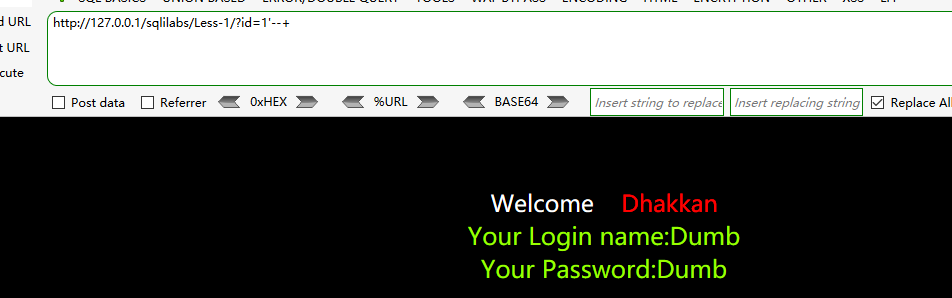 d URL
http://127.0.0.1/sqlilabs/Less-1/?id=1'--+
t URL
cute
Post data Referrer 0xHEX %URL BASE64 Insert string to replace Insert replacing string Replace All
Welcome Dhakkan
Your Login name:Dumb
Your Password:Dumb